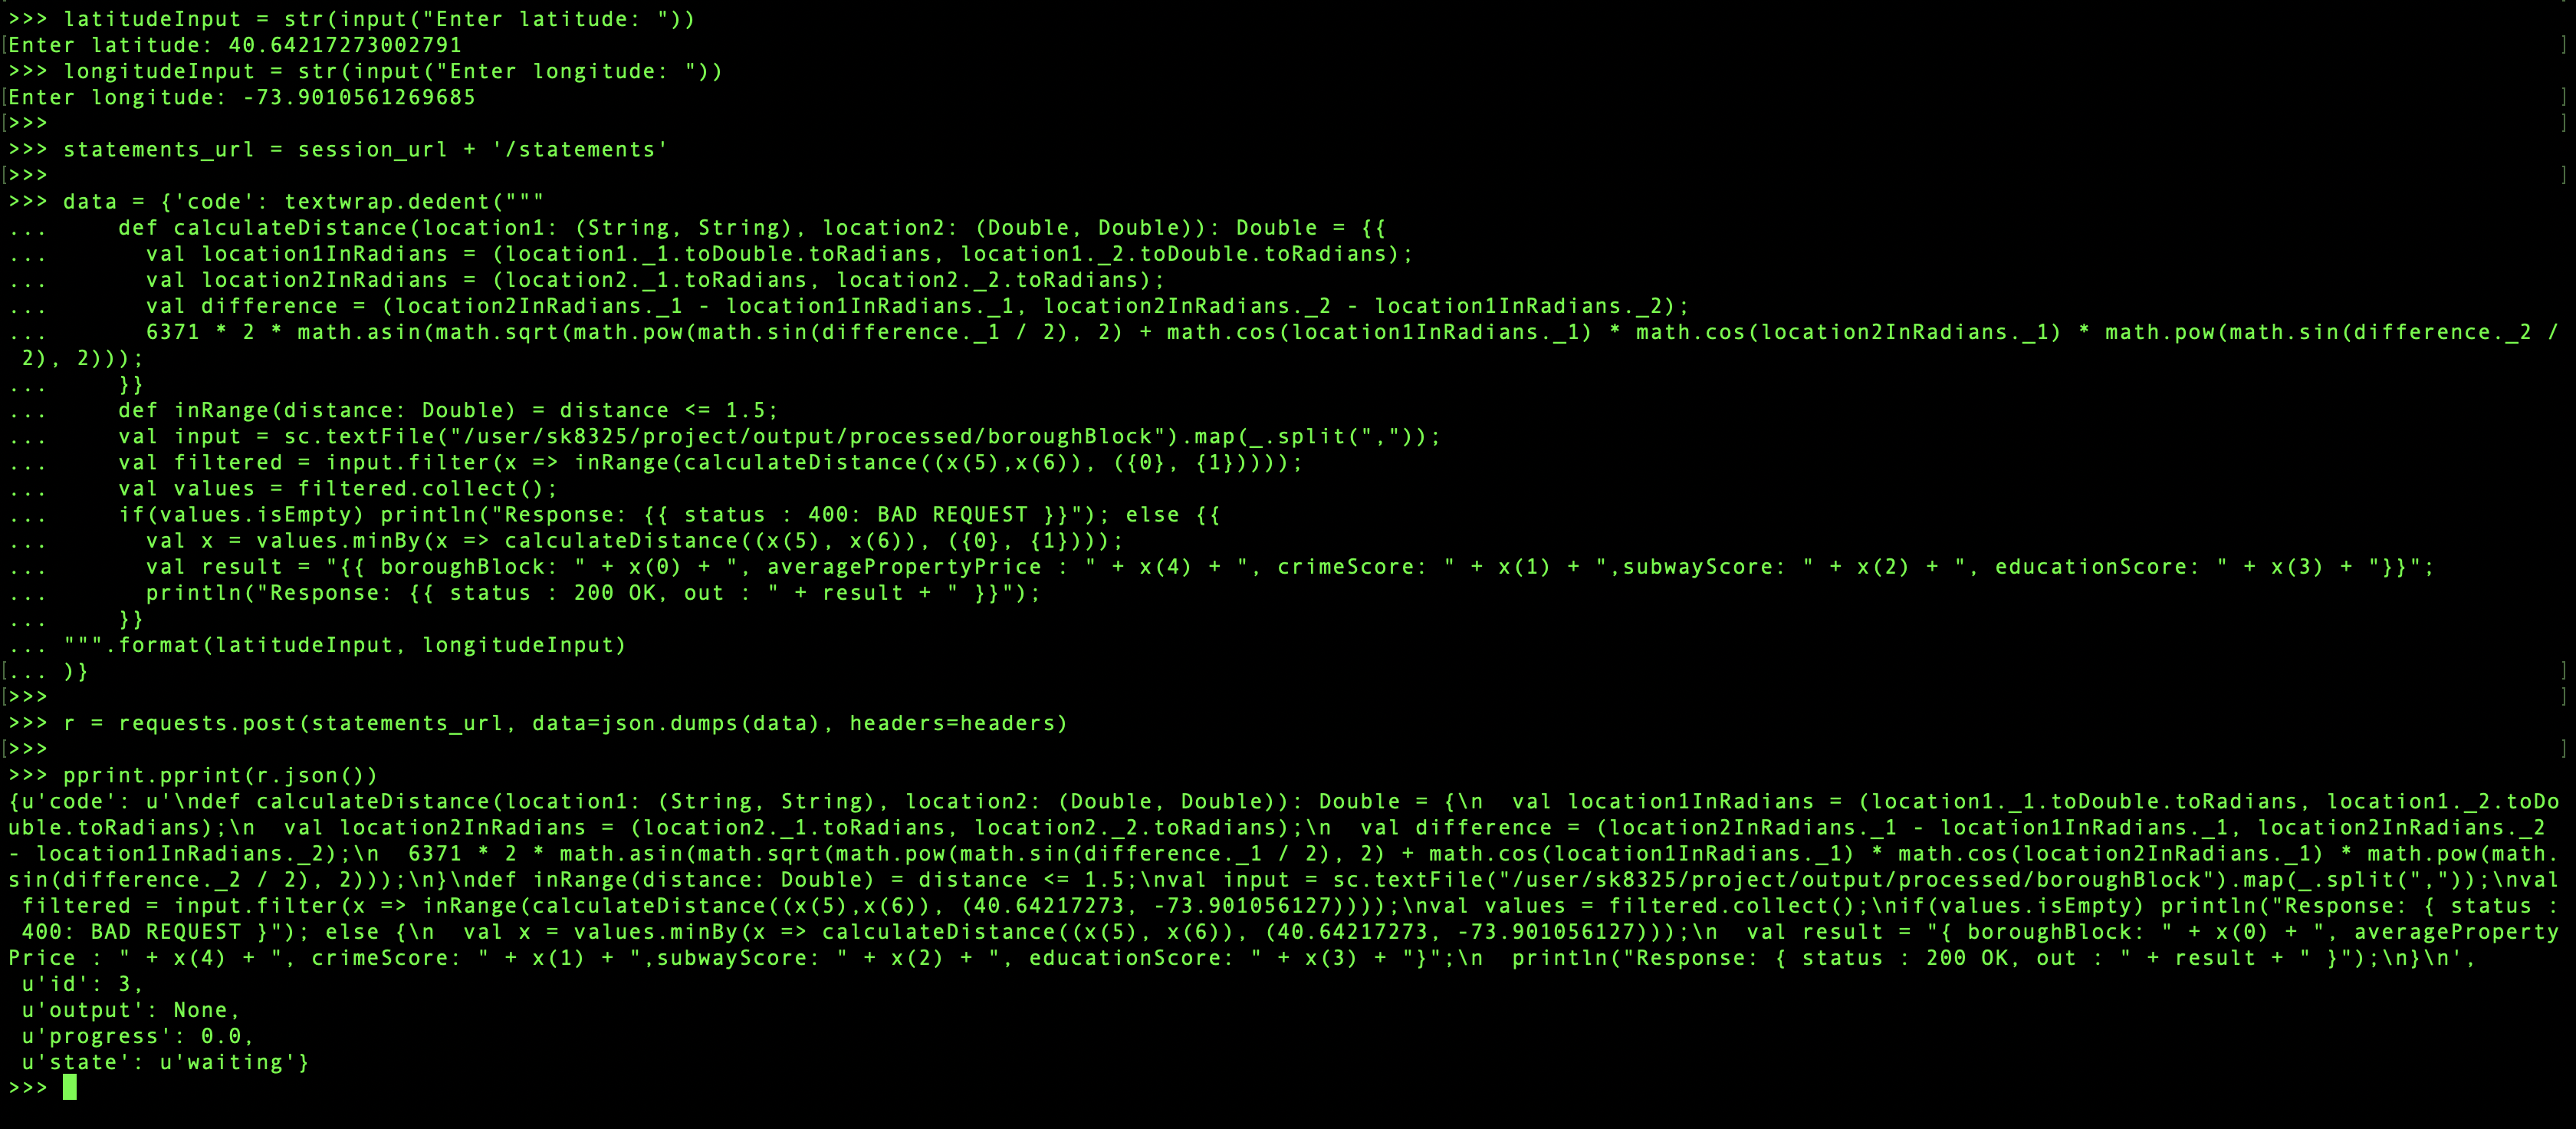 >>> latitudeInput = str(input("Enter latitude: "))
[Enter latitude: 40.64217273002791 ]
>>> longitudeInput = str(input("Enter longitude: "))
[Enter longitude: -73.9010561269685 ]
[>>> ]
>>> statements_url = session_url + '/statements'
[>>> ]
>>> data = {'code': textwrap.dedent("""
...     def calculateDistance(location1: (String, String), location2: (Double, Double)): Double = {{
...       val location1InRadians = (location1._1.toDouble.toRadians, location1._2.toDouble.toRadians);
...       val location2InRadians = (location2._1.toRadians, location2._2.toRadians);
...       val difference = (location2InRadians._1 - location1InRadians._1, location2InRadians._2 - location1InRadians._2);
...       6371 * 2 * math.asin(math.sqrt(math.pow(math.sin(difference._1 / 2), 2) + math.cos(location1InRadians._1) * math.cos(location2InRadians._1) * math.pow(math.sin(difference._2 /
 2), 2)));
...     }}
...     def inRange(distance: Double) = distance <= 1.5;
...     val input = sc.textFile("/user/sk8325/project/output/processed/boroughBlock").map(_.split(","));
...     val filtered = input.filter(x => inRange(calculateDistance((x(5),x(6)), ({0}, {1}))));
...     val values = filtered.collect();
...     if(values.isEmpty) println("Response: {{ status : 400: BAD REQUEST }}"); else {{
...       val x = values.minBy(x => calculateDistance((x(5), x(6)), ({0}, {1})));
...       val result = "{{ boroughBlock: " + x(0) + ", averagePropertyPrice : " + x(4) + ", crimeScore: " + x(1) + ",subwayScore: " + x(2) + ", educationScore: " + x(3) + "}}";
...       println("Response: {{ status : 200 OK, out : " + result + " }}");
...     }}
... """.format(latitudeInput, longitudeInput)
[... )} ]
[>>> ]
>>> r = requests.post(statements_url, data=json.dumps(data), headers=headers)
[>>> ]
>>> pprint.pprint(r.json())
{u'code': u'\ndef calculateDistance(location1: (String, String), location2: (Double, Double)): Double = {\n  val location1InRadians = (location1._1.toDouble.toRadians, location1._2.toDo
uble.toRadians);\n  val location2InRadians = (location2._1.toRadians, location2._2.toRadians);\n  val difference = (location2InRadians._1 - location1InRadians._1, location2InRadians._2
- location1InRadians._2);\n  6371 * 2 * math.asin(math.sqrt(math.pow(math.sin(difference._1 / 2), 2) + math.cos(location1InRadians._1) * math.cos(location2InRadians._1) * math.pow(math.
sin(difference._2 / 2), 2)));\n}\ndef inRange(distance: Double) = distance <= 1.5;\nval input = sc.textFile("/user/sk8325/project/output/processed/boroughBlock").map(_.split(","));\nval
 filtered = input.filter(x => inRange(calculateDistance((x(5),x(6)), (40.64217273, -73.901056127))));\nval values = filtered.collect();\nif(values.isEmpty) println("Response: { status :
400: BAD REQUEST }"); else {\n  val x = values.minBy(x => calculateDistance((x(5), x(6)), (40.64217273, -73.901056127)));\n  val result = "{ boroughBlock: " + x(0) + ", averageProperty
Price : " + x(4) + ", crimeScore: " + x(1) + ",subwayScore: " + x(2) + ", educationScore: " + x(3) + "}";\n  println("Response: { status : 200 OK, out : " + result + " }");\n}\n',
 u'id': 3,
 u'output': None,
 u'progress': 0.0,
 u'state': u'waiting'}
>>>